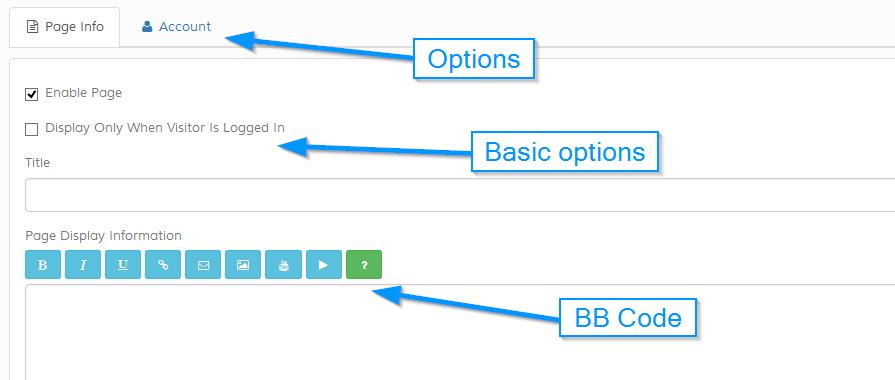 Page Info
Account
Options
Enable Page
Display Only When Visitor Is Logged In
Basic options
Title
Page Display Information
B I U ?
BB Code